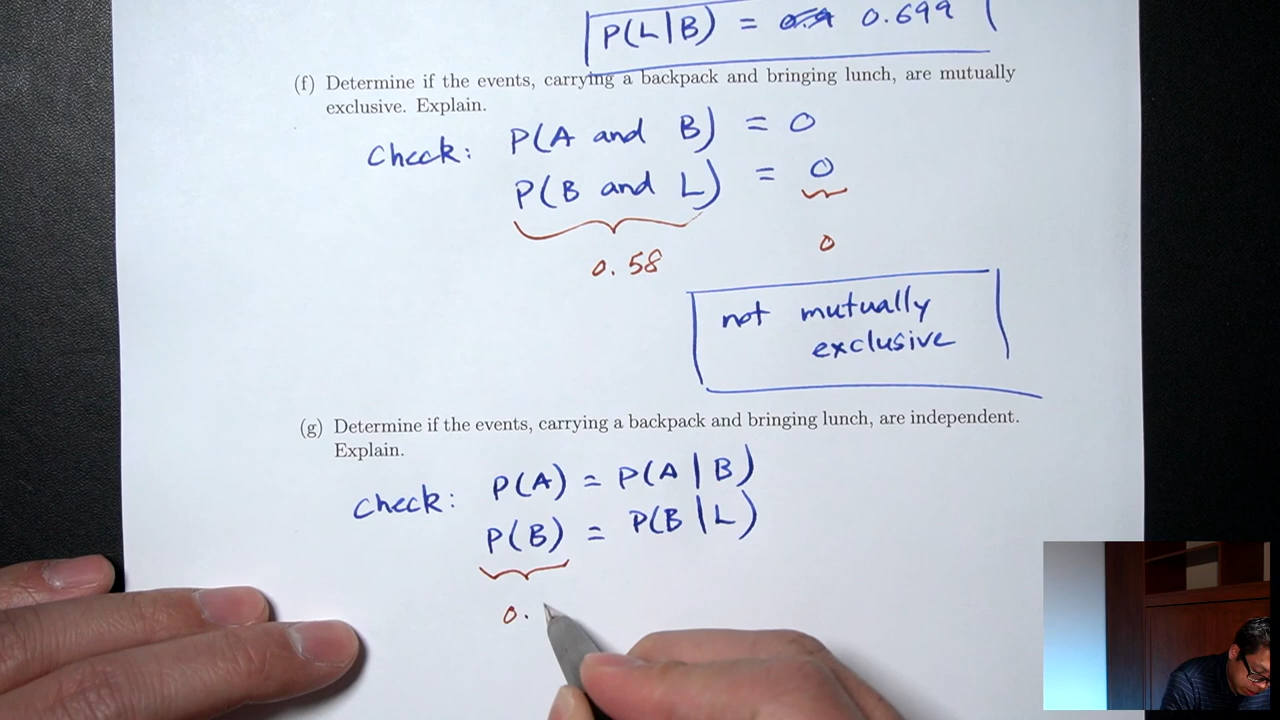 P(L|B) = 0.699
(f) Determine if the events, carrying a backpack and bringing lunch, are mutually
exclusive. Explain.
Check: P(A and B) = 0
P(B and L) = 0
0.58 0
not mutually
exclusive
(g) Determine if the events, carrying a backpack and bringing lunch, are independent.
Explain.
Check: P(A) = P(A|B)
P(B) = P(B|L)
0.